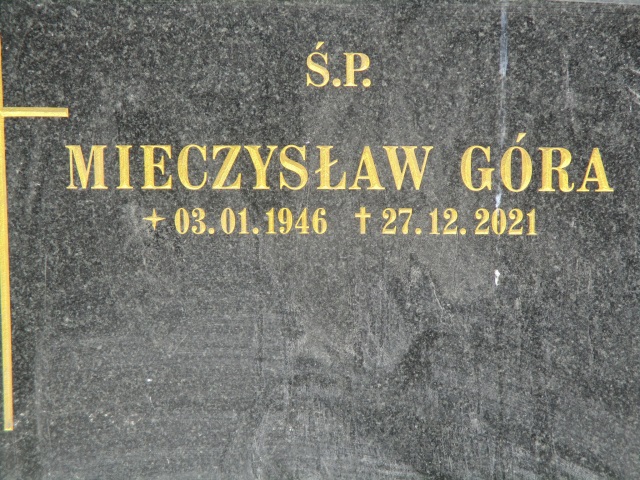 Ś.P.
MIECZYSŁAW GÓRA
+ 03.01.1946 † 27.12.2021